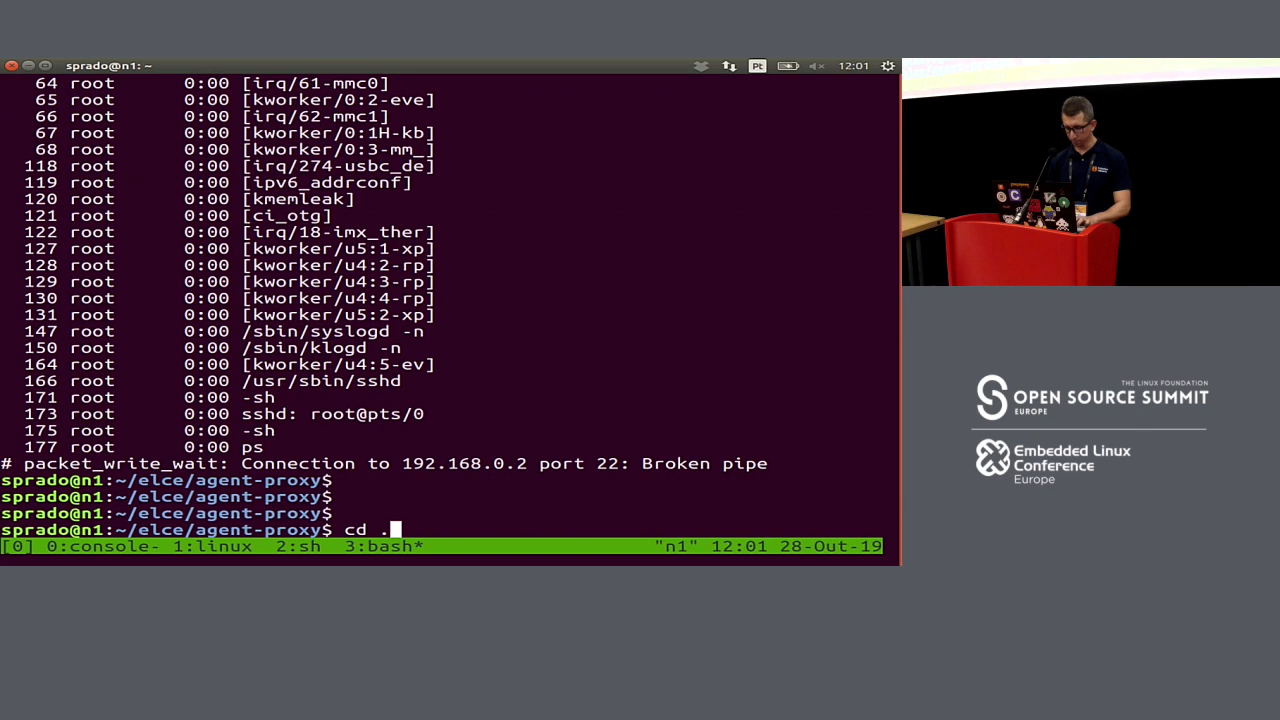 sprado@n1: ~
Pt
12:01
64 root 0:00 [irq/61-mmc0]
65 root 0:00 [kworker/0:2-eve]
66 root 0:00 [irq/62-mmc1]
67 root 0:00 [kworker/0:1H-kb]
68 root 0:00 [kworker/0:3-mm_]
118 root 0:00 [irq/274-usbc_de]
119 root 0:00 [ipv6_addrconf]
120 root 0:00 [kmemleak]
121 root 0:00 [ci_otg]
122 root 0:00 [irq/18-imx_ther]
127 root 0:00 [kworker/u5:1-xp]
128 root 0:00 [kworker/u4:2-rp]
129 root 0:00 [kworker/u4:3-rp]
130 root 0:00 [kworker/u4:4-rp]
131 root 0:00 [kworker/u5:2-xp]
147 root 0:00 /sbin/syslogd -n
150 root 0:00 /sbin/klogd -n
164 root 0:00 [kworker/u4:5-ev]
166 root 0:00 /usr/sbin/sshd
171 root 0:00 -sh
173 root 0:00 sshd: root@pts/0
175 root 0:00 -sh
177 root 0:00 ps
# packet_write_wait: Connection to 192.168.0.2 port 22: Broken pipe
sprado@n1:~/elce/agent-proxy$
sprado@n1:~/elce/agent-proxy$
sprado@n1:~/elce/agent-proxy$
sprado@n1:~/elce/agent-proxy$ cd .
[0] 0:console- 1:linux 2:sh 3:bash* "n1" 12:01 28-Oct-19
THE LINUX FOUNDATION
OPEN SOURCE SUMMIT
EUROPE
Embedded Linux
Conference
Europe